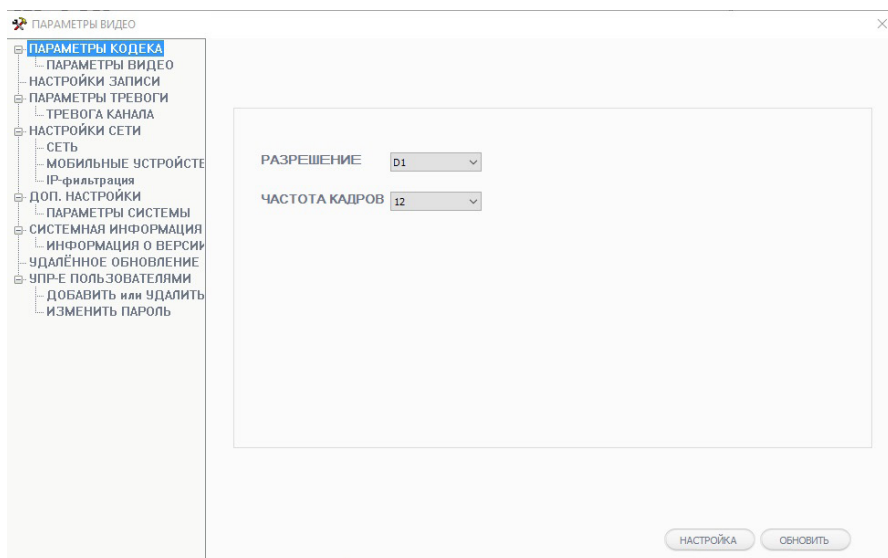 ПАРАМЕТРЫ ВИДЕО
ПАРАМЕТРЫ КОДЕКА
ПАРАМЕТРЫ ВИДЕО
НАСТРОЙКИ ЗАПИСИ
ПАРАМЕТРЫ ТРЕВОГИ
ТРЕВОГА КАНАЛА
НАСТРОЙКИ СЕТИ
СЕТЬ
МОБИЛЬНЫЕ УСТРОЙСТЕ
IP-фильтрация
ДОП. НАСТРОЙКИ
ПАРАМЕТРЫ СИСТЕМЫ
СИСТЕМНАЯ ИНФОРМАЦИЯ
ИНФОРМАЦИЯ О ВЕРСИИ
УДАЛЁННОЕ ОБНОВЛЕНИЕ
УПР-Е ПОЛЬЗОВАТЕЛЯМИ
ДОБАВИТЬ или УДАЛИТЬ
ИЗМЕНИТЬ ПАРОЛЬ
РАЗРЕШЕНИЕ D1
ЧАСТОТА КАДРОВ 12
НАСТРОЙКА ОБНОВИТЬ